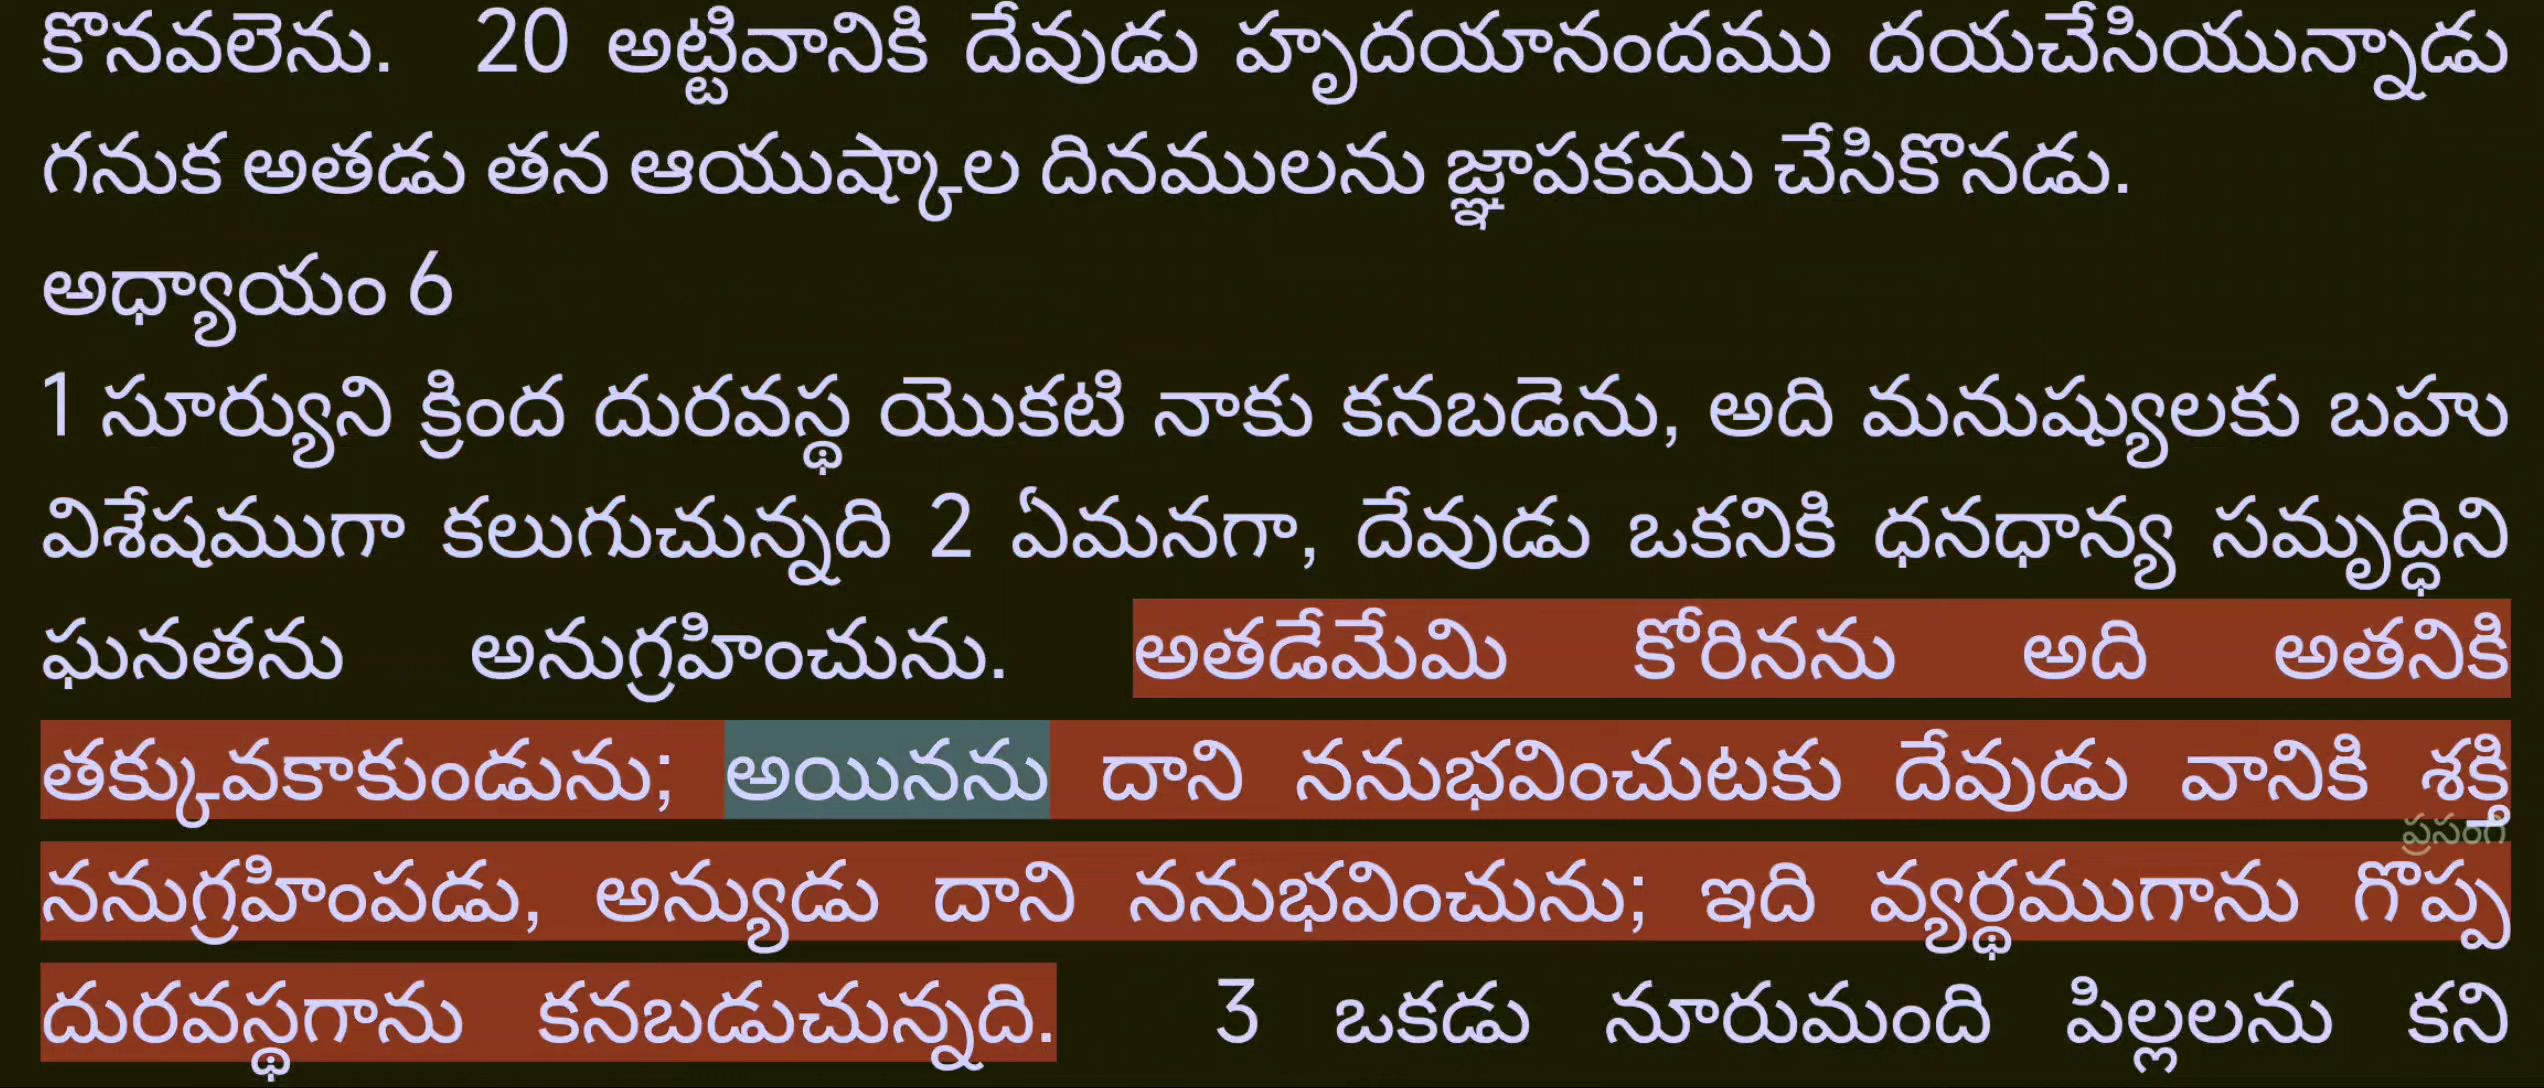 కొనవలెను. 20 అట్టివానికి దేవుడు హృదయానందము దయచేసియున్నాడు
గనుక అతడు తన ఆయుష్కాల దినములను జ్ఞాపకము చేసికొనడు.
అధ్యాయం 6
1 సూర్యుని క్రింద దురవస్థ యొకటి నాకు కనబడెను, అది మనుష్యులకు బహు
విశేషముగా కలుగుచున్నది 2 ఏమనగా, దేవుడు ఒకనికి ధనధాన్య సమృద్ధిని
ఘనతను అనుగ్రహించును. అతడేమేమి కోరినను అది అతనికి
తక్కువకాకుండును; అయినను దాని ననుభవించుటకు దేవుడు వానికి శక్తి
ప్రసంగి
ననుగ్రహింపడు, అన్యుడు దాని ననుభవించును; ఇది వ్యర్థముగాను గొప్ప
దురవస్థగాను కనబడుచున్నది. 3 ఒకడు నూరుమంది పిల్లలను కని